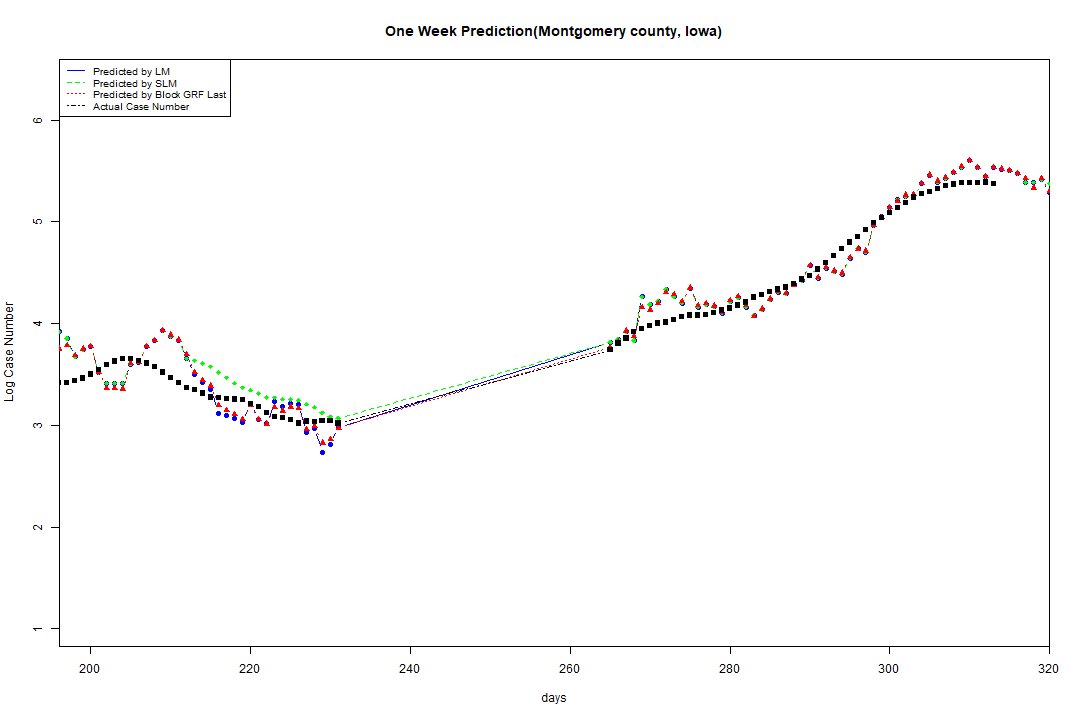 One Week Prediction(Montgomery county, Iowa)
Predicted by LM
Predicted by SLM
Predicted by Block GRF Last
Actual Case Number
Log Case Number
6
5
4
3
2
1
200 220 240 260 280 300 320
days